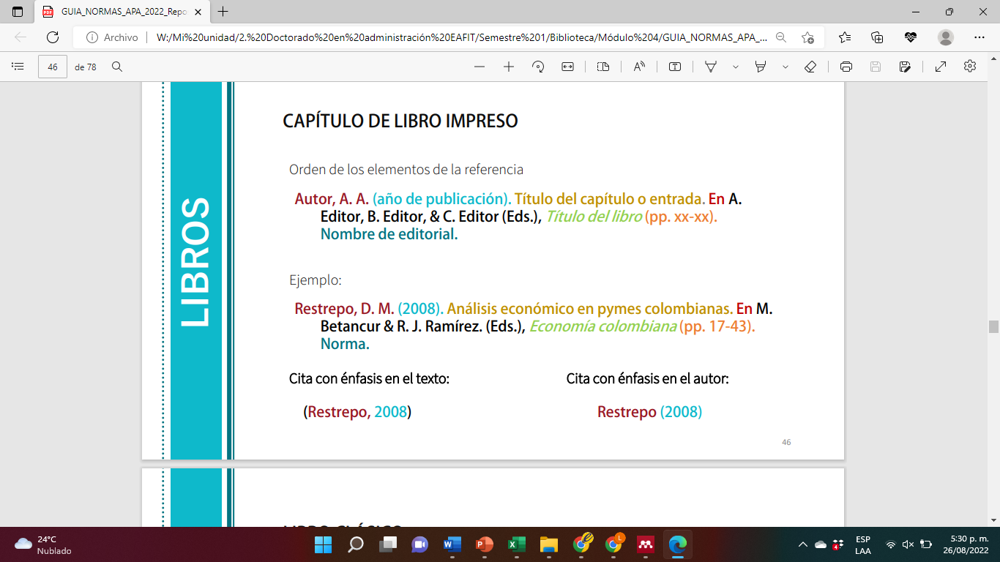 GUIA_NORMAS_APA_2022_Repo
Archivo
W:/Mi%20unidad/2.%20Doctorado%20en%20administración%20EAFIT/Semestre%201/Biblioteca/Módulo%204/GUIA_NORMAS_APA_...
46
de 78
LIBROS
CAPÍTULO DE LIBRO IMPRESO
Orden de los elementos de la referencia
Autor, A. A. (año de publicación). Título del capítulo o entrada. En A.
Editor, B. Editor, & C. Editor (Eds.), Título del libro (pp. xx-xx).
Nombre de editorial.
Ejemplo:
Restrepo, D. M. (2008). Análisis económico en pymes colombianas. En M.
Betancur & R. J. Ramírez. (Eds.), Economía colombiana (pp. 17-43).
Norma.
Cita con énfasis en el texto:
Cita con énfasis en el autor:
(Restrepo, 2008)
Restrepo (2008)
46
LIBRO CLÁSICO
24°C
Nublado
ESP
LAA
5:30 p. m.
26/08/2022